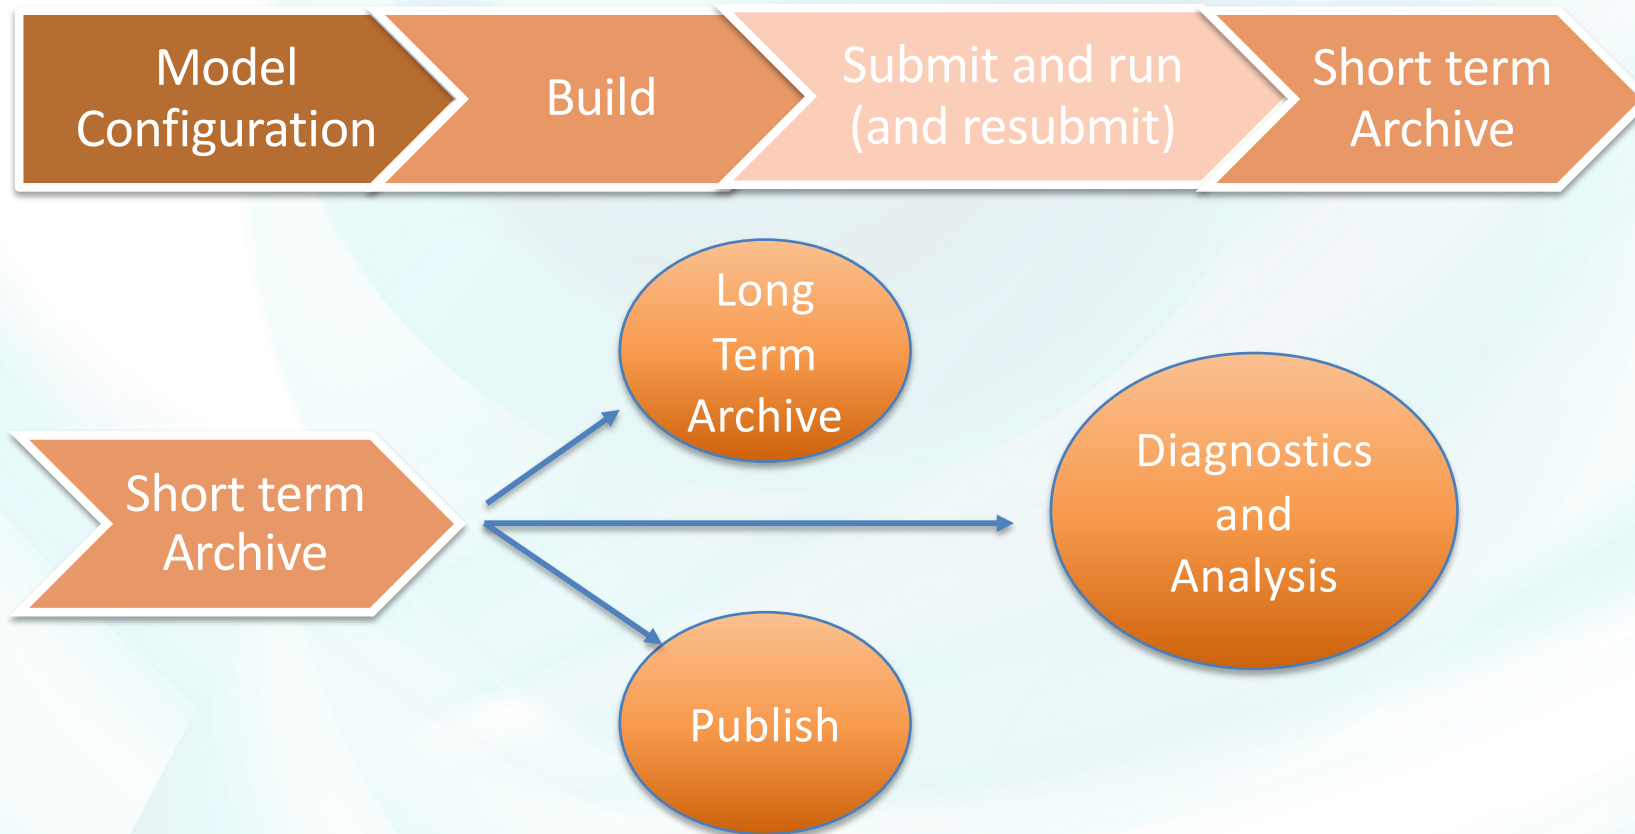 Model
Configuration
Build
Submit and run
(and resubmit)
Short term
Archive
Long
Term
Archive
Short term
Archive
Diagnostics
and
Analysis
Publish